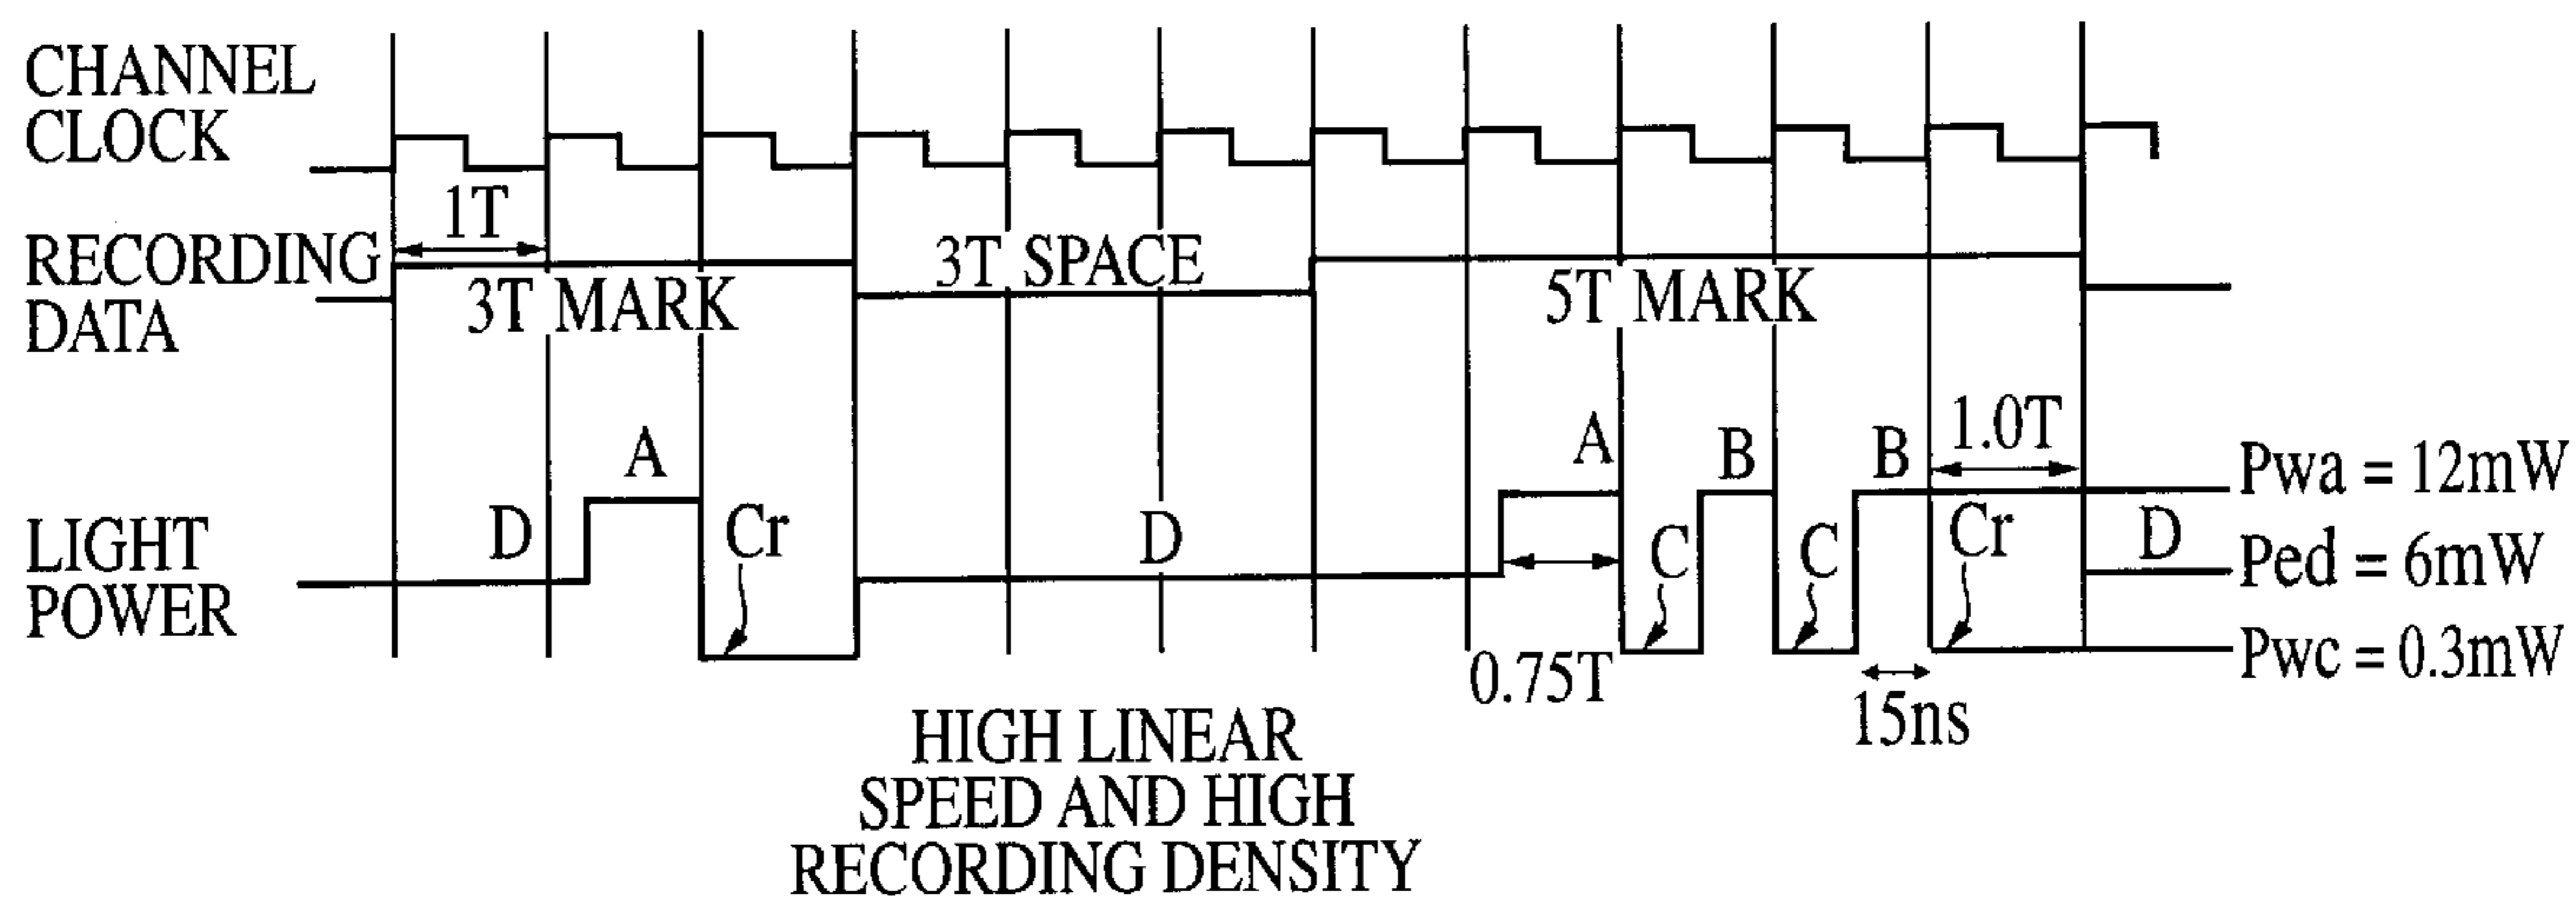 CHANNEL
CLOCK
1T
RECORDING
DATA
3T MARK
3T SPACE
5T MARK
LIGHT
POWER
D
A
Cr
D
A
0.75T
C
B
C
B
15ns
1.0T
Cr
D
Pwa = 12mW
Ped = 6mW
Pwc = 0.3mW
HIGH LINEAR
SPEED AND HIGH
RECORDING DENSITY